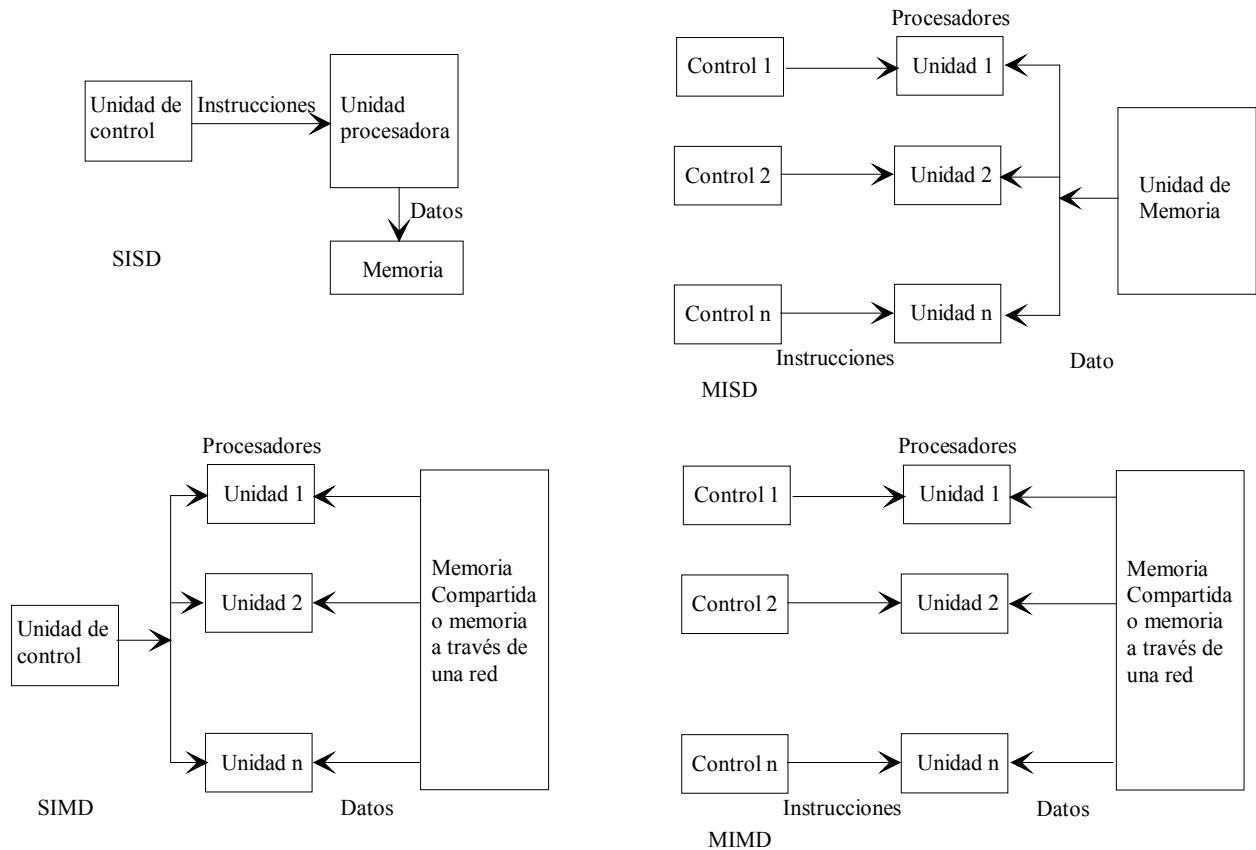 Unidad de
control
Instrucciones
Unidad
procesadora
Datos
Memoria
SISD
Procesadores
Control 1
Unidad 1
Control 2
Unidad 2
Unidad de
Memoria
Control n
Unidad n
Instrucciones
Dato
MISD
Procesadores
Unidad 1
Unidad 2
Unidad de
control
Memoria
Compartida
o memoria
a través de
una red
Unidad n
SIMD
Datos
Procesadores
Control 1
Unidad 1
Control 2
Unidad 2
Memoria
Compartida
o memoria
a través de
una red
Control n
Unidad n
Instrucciones
Datos
MIMD